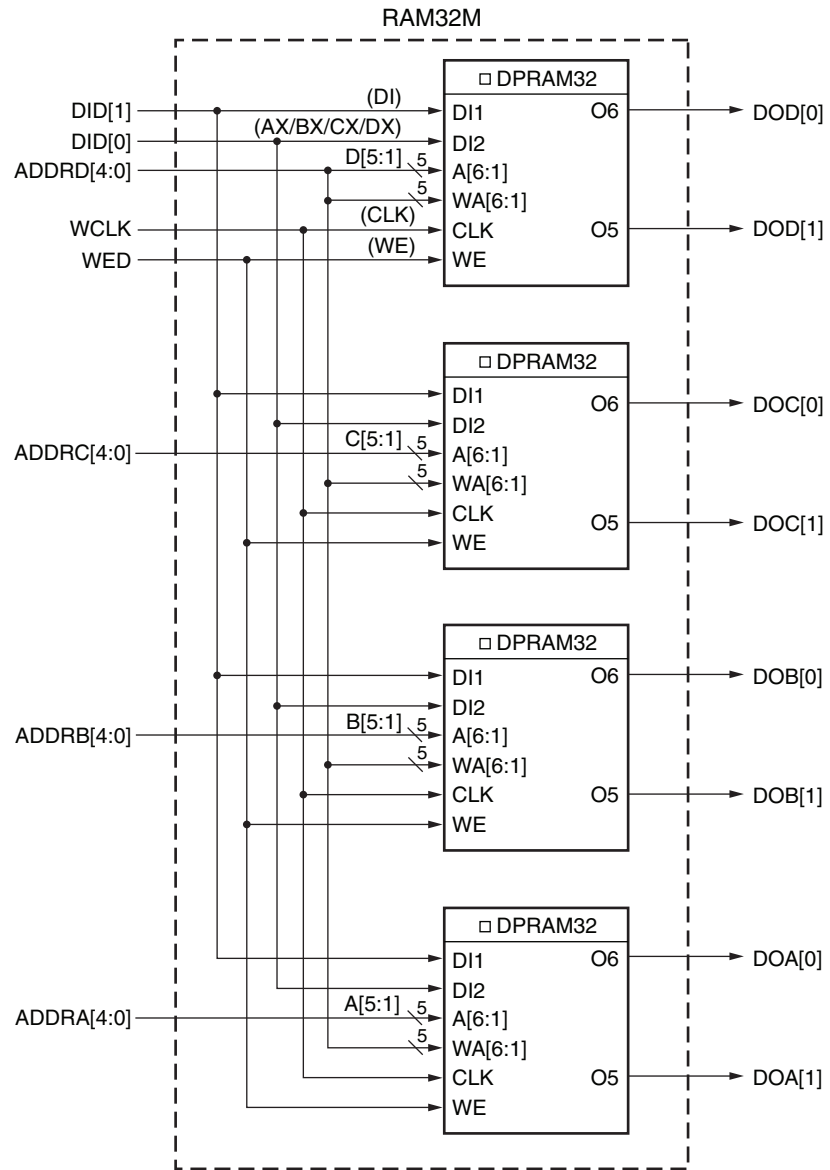 RAM32M
DPRAM32
DID[1] (DI) DI1 O6 DOD[0]
DID[0] (AX/BX/CX/DX) DI2
ADDRD[4:0] D[5:1] 5 A[6:1]
5 WA[6:1]
WCLK (CLK) CLK O5 DOD[1]
WED (WE) WE
DPRAM32
DI1 O6 DOC[0]
DI2
ADDRC[4:0] C[5:1] 5 A[6:1]
5 WA[6:1]
CLK O5 DOC[1]
WE
DPRAM32
DI1 O6 DOB[0]
DI2
ADDRB[4:0] B[5:1] 5 A[6:1]
5 WA[6:1]
CLK O5 DOB[1]
WE
DPRAM32
DI1 O6 DOA[0]
DI2
ADDRA[4:0] A[5:1] 5 A[6:1]
5 WA[6:1]
CLK O5 DOA[1]
WE